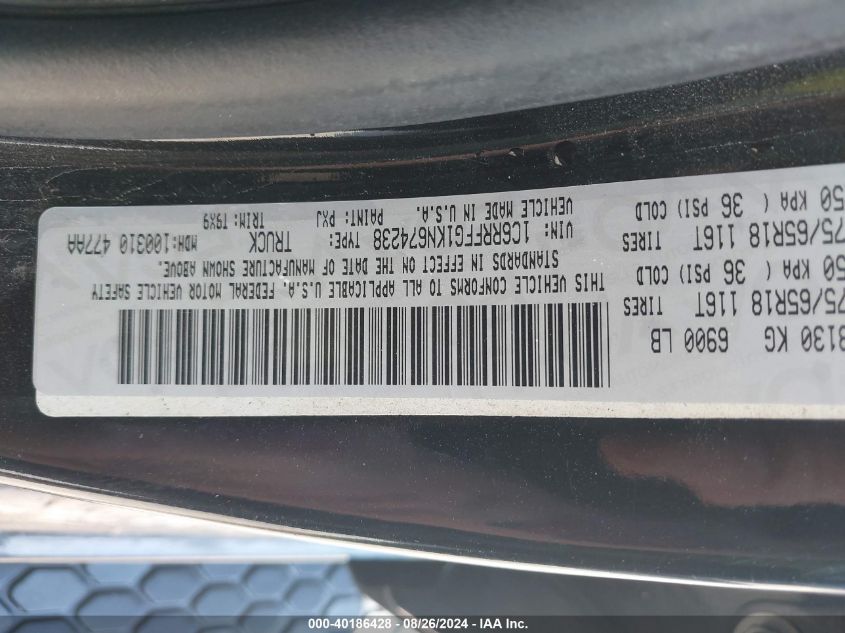 3130 KG 6900 LB
75/65R18 116T TIRES
50 KPA ( 36 PSI) COLD
75/65R18 116T TIRES
50 KPA ( 36 PSI) COLD
THIS VEHICLE CONFORMS TO ALL APPLICABLE U.S.A. FEDERAL MOTOR VEHICLE SAFETY
STANDARDS IN EFFECT ON THE DATE OF MANUFACTURE SHOWN ABOVE.
VIN: 1C6RRFFG1KN674238 TYPE: TRUCK MDH:100310 477AA
VEHICLE MADE IN U.S.A. PAINT: PXJ TRIM:T9X9
000-40186428 - 08/26/2024 - IAA Inc.